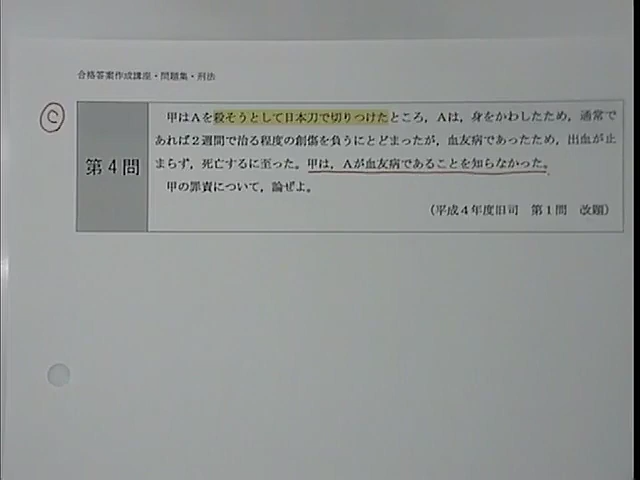 合格答案作成講座・問題集・刑法
C
第4問
甲はAを殺そうとして日本刀で切りつけたところ，Aは，身をかわしたため，通常で
あれば2週間で治る程度の創傷を負うにとどまったが，血友病であったため，出血が止
まらず，死亡するに至った。甲は，Aが血友病であることを知らなかった。
甲の罪責について，論ぜよ。
（平成4年度旧司　第1問　改題）